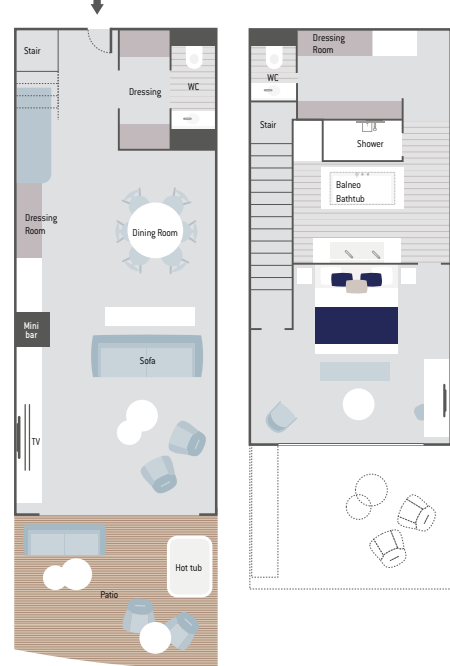 Stair
Dressing
WC
Dressing
Room
Dining Room
Mini
bar
Sofa
TV
Hot tub
Patio
Dressing
Room
WC
Stair
Shower
Balneo
Bathtub